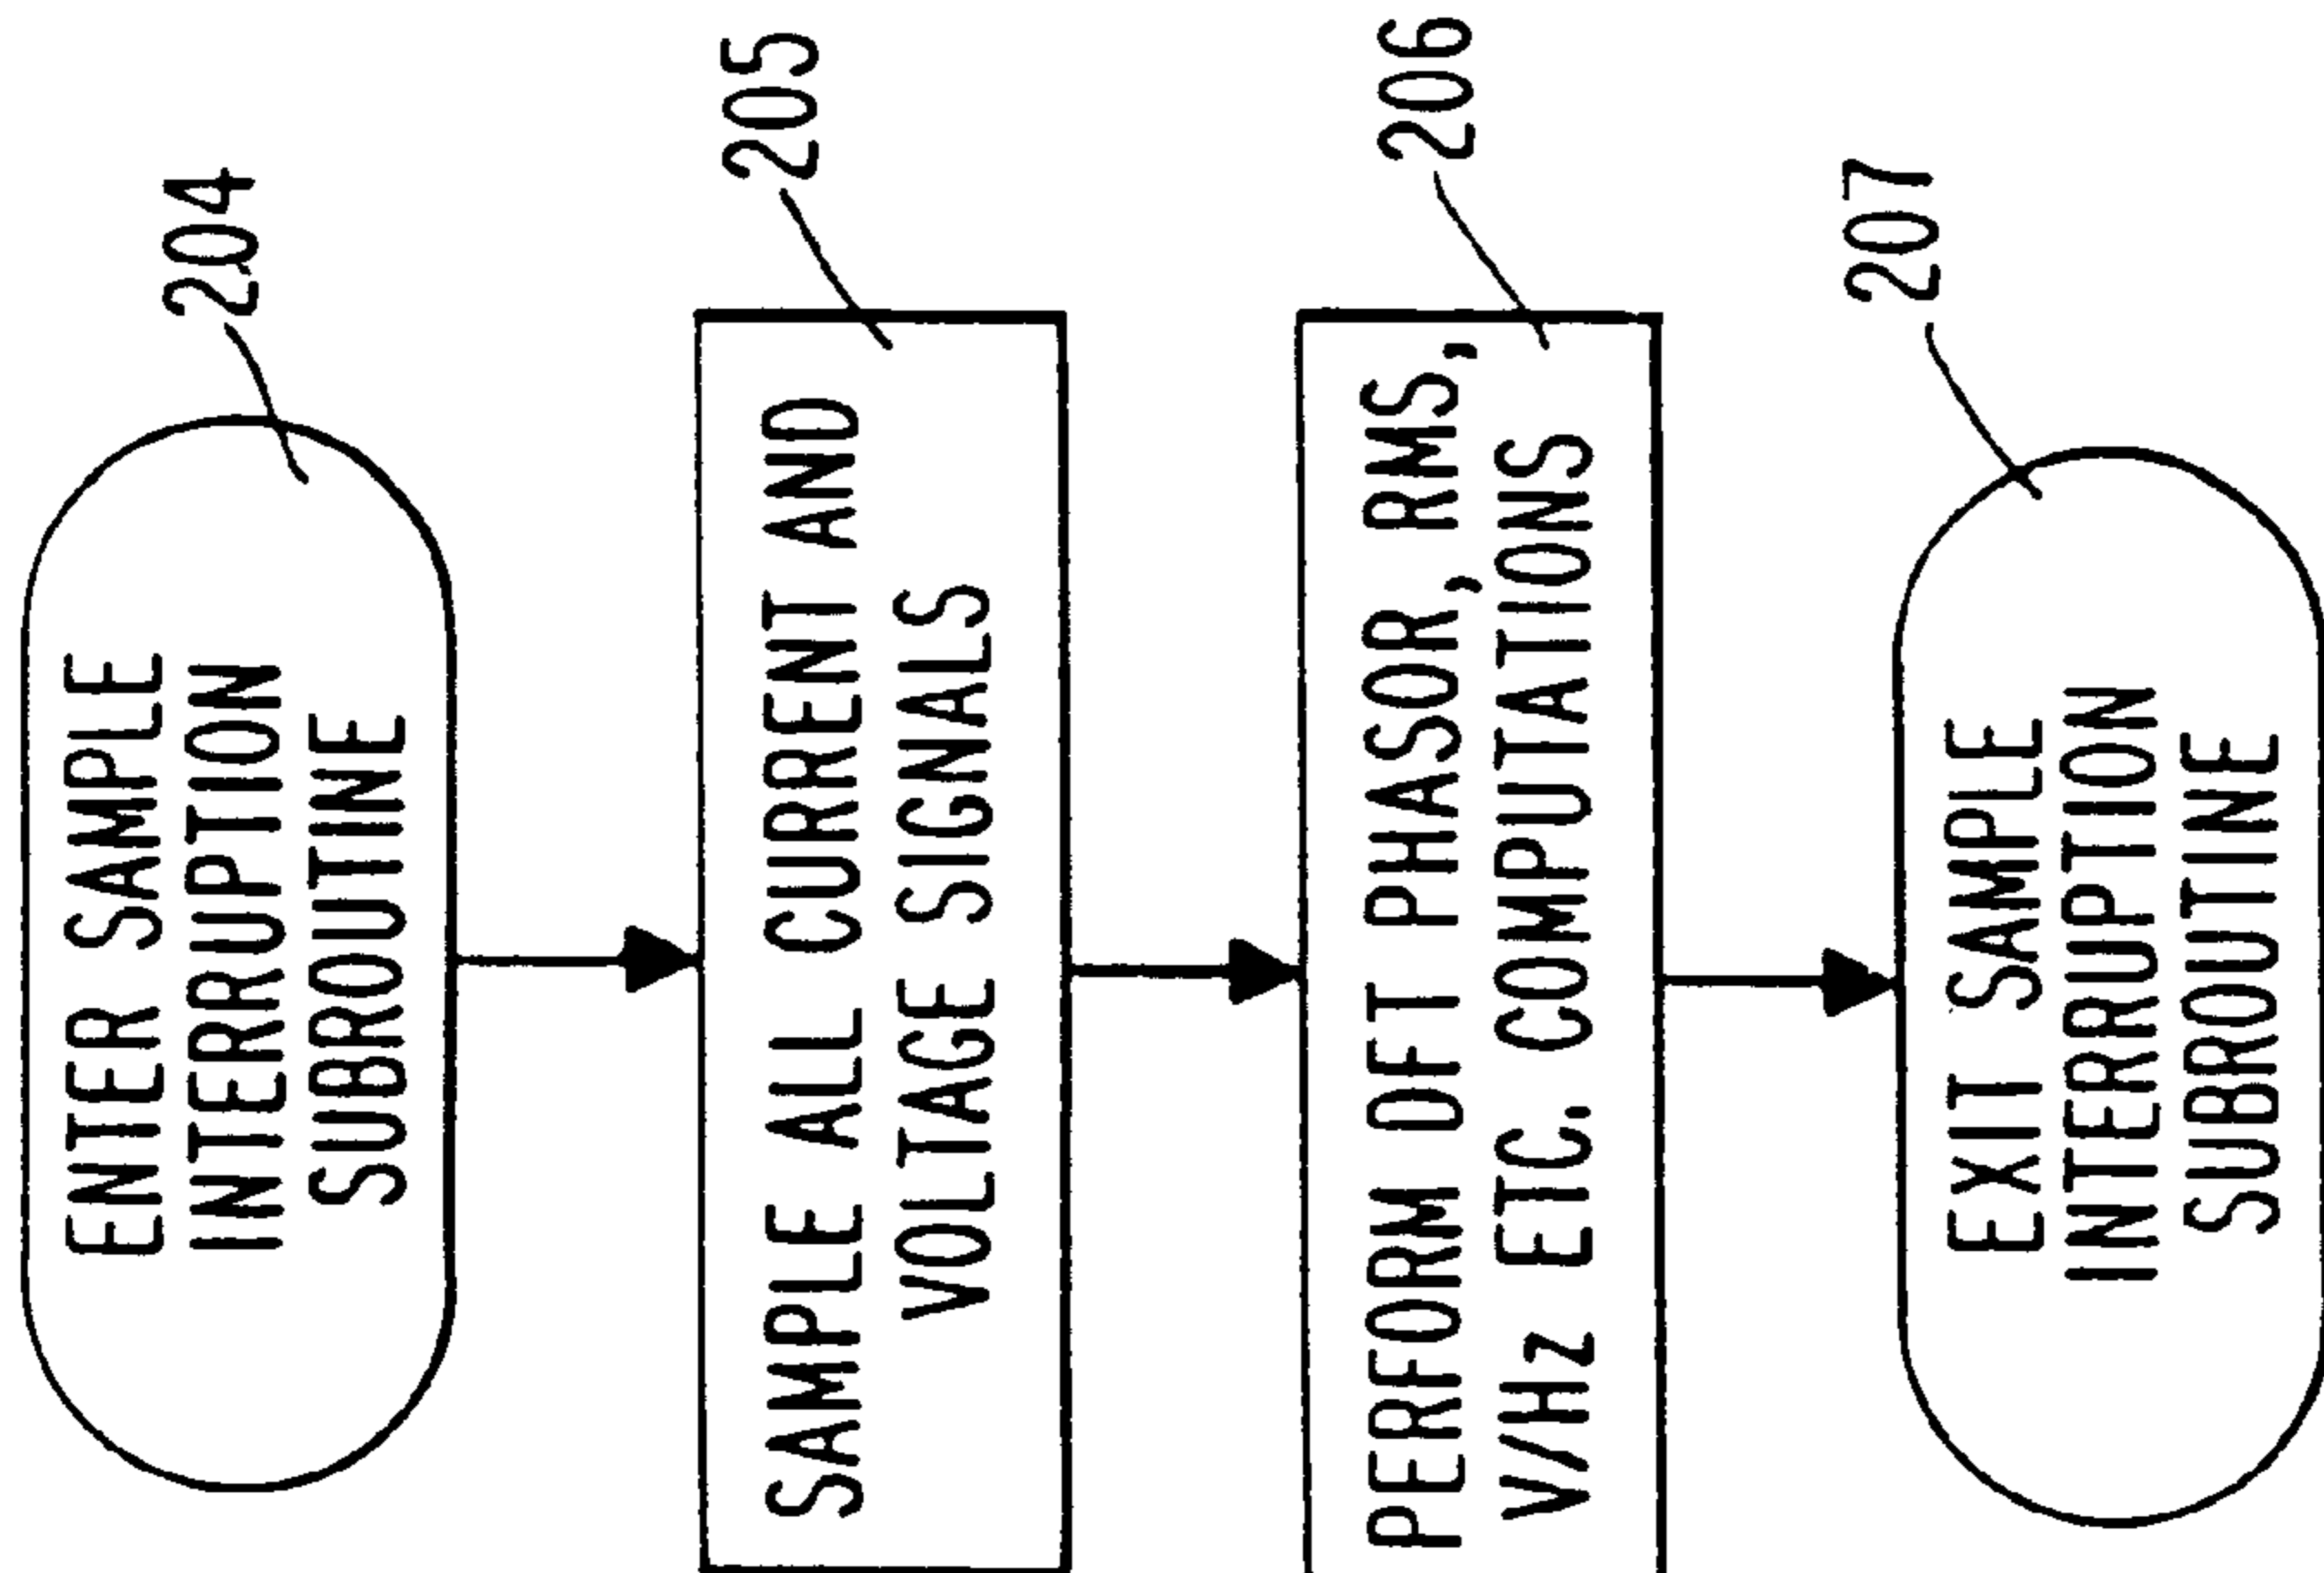 ENTER SAMPLE
INTERRUPTION
SUBROUTINE
204
SAMPLE ALL CURRENT AND
VOLTAGE SIGNALS
205
PERFORM DFT PHASOR, RMS,
V/Hz ETC. COMPUTATIONS
206
EXIT SAMPLE
INTERRUPTION
SUBROUTINE
207